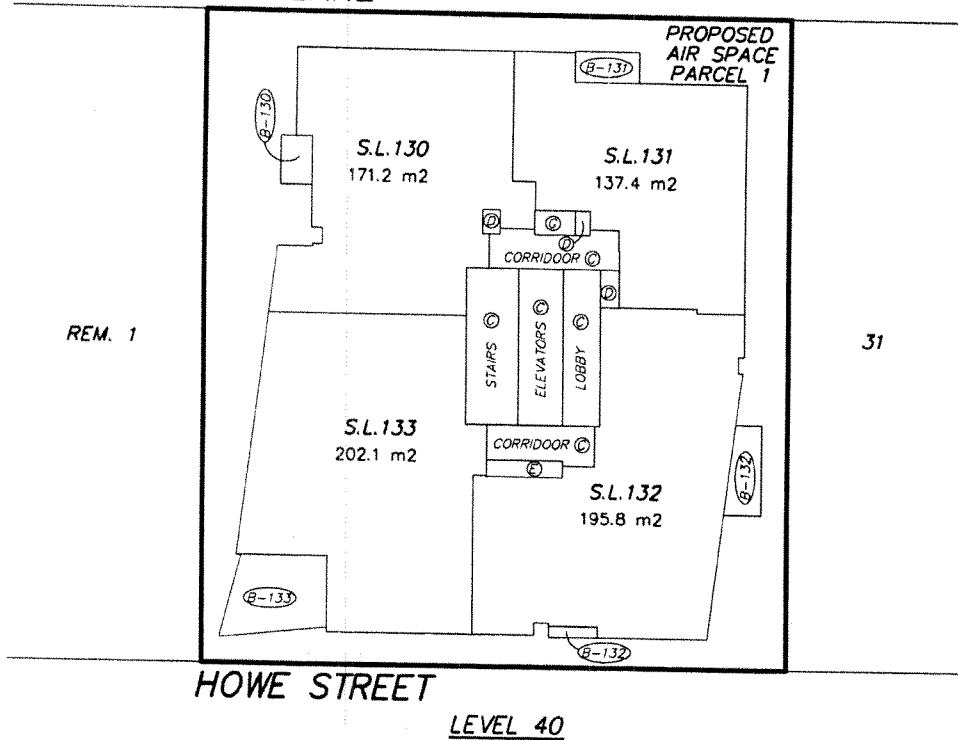 PROPOSED
AIR SPACE
PARCEL 1
B-131
B-130
S.L.130
171.2 m2
S.L.131
137.4 m2
D
C
D
CORRIDOOR C
D
REM. 1
31
STAIRS C
ELEVATORS C
LOBBY C
S.L.133
202.1 m2
CORRIDOOR C
E
S.L.132
195.8 m2
B-132
B-133
B-132
HOWE STREET
LEVEL 40